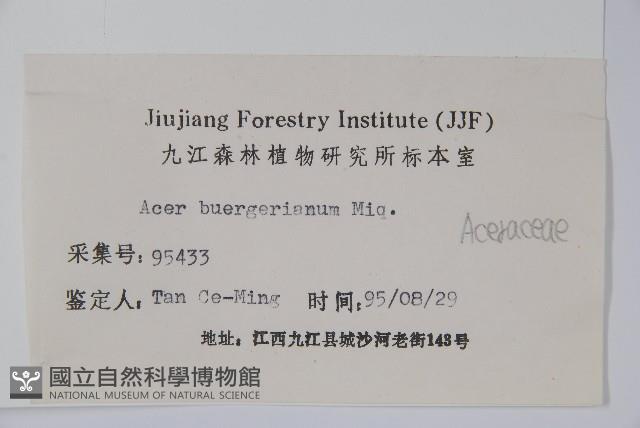 Jiujiang Forestry Institute (JJF)
九江森林植物研究所标本室
Acer buergerianum Miq.
Aceraceae
采集号: 95433
鉴定人: Tan Ce-Ming 时间: 95/08/29
地址: 江西九江县城沙河老街143号
國立自然科學博物館
NATIONAL MUSEUM OF NATURAL SCIENCE